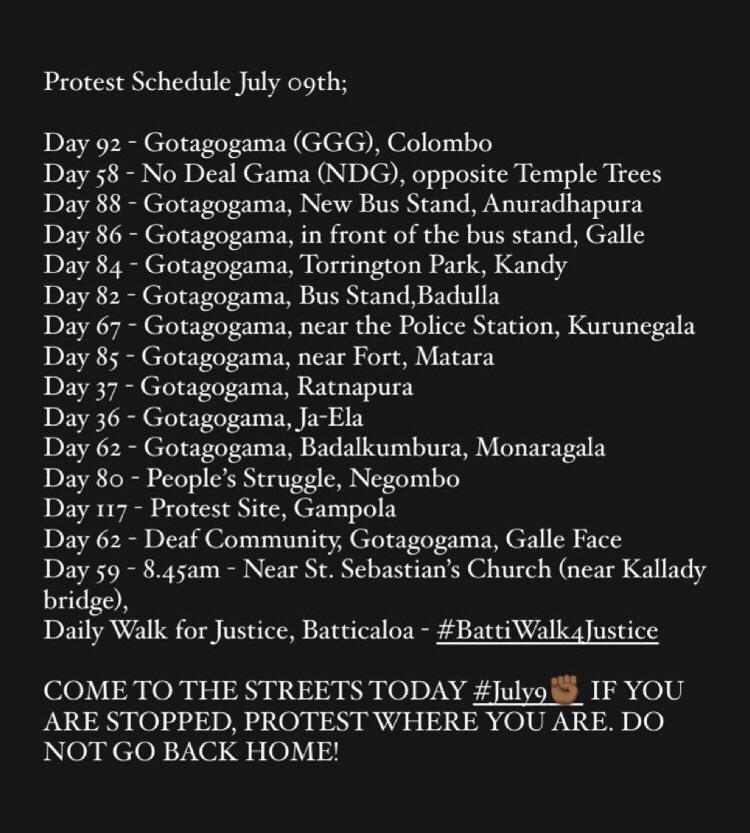 Protest Schedule July 09th;
Day 92 - Gotagogama (GGG), Colombo
Day 58 - No Deal Gama (NDG), opposite Temple Trees
Day 88 - Gotagogama, New Bus Stand, Anuradhapura
Day 86 - Gotagogama, in front of the bus stand, Galle
Day 84 - Gotagogama, Torrington Park, Kandy
Day 82 - Gotagogama, Bus Stand,Badulla
Day 67 - Gotagogama, near the Police Station, Kurunegala
Day 85 - Gotagogama, near Fort, Matara
Day 37 - Gotagogama, Ratnapura
Day 36 - Gotagogama, Ja-Ela
Day 62 - Gotagogama, Badalkumbura, Monaragala
Day 80 - People's Struggle, Negombo
Day 117 - Protest Site, Gampola
Day 62 - Deaf Community, Gotagogama, Galle Face
Day 59 - 8.45am - Near St. Sebastian's Church (near Kallady
bridge),
Daily Walk for Justice, Batticaloa - #BattiWalk4Justice
COME TO THE STREETS TODAY #July9✊🏾 IF YOU
ARE STOPPED, PROTEST WHERE YOU ARE. DO
NOT GO BACK HOME!